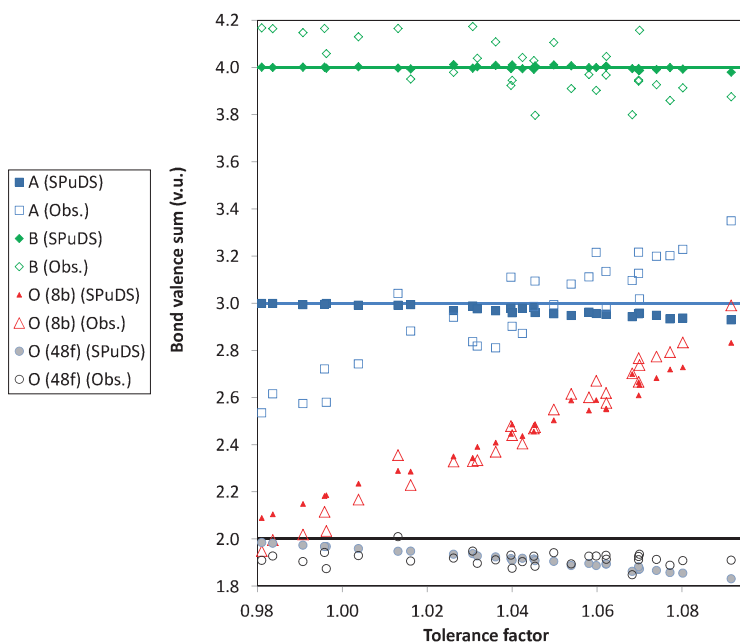 4.2
4.0
3.8
3.6
3.4
3.2
3.0
2.8
2.6
2.4
2.2
2.0
1.8
Bond valence sum (v.u.)
A (SPuDS)
A (Obs.)
B (SPuDS)
B (Obs.)
O (8b) (SPuDS)
O (8b) (Obs.)
O (48f) (SPuDS)
O (48f) (Obs.)
0.98 1.00 1.02 1.04 1.06 1.08
Tolerance factor